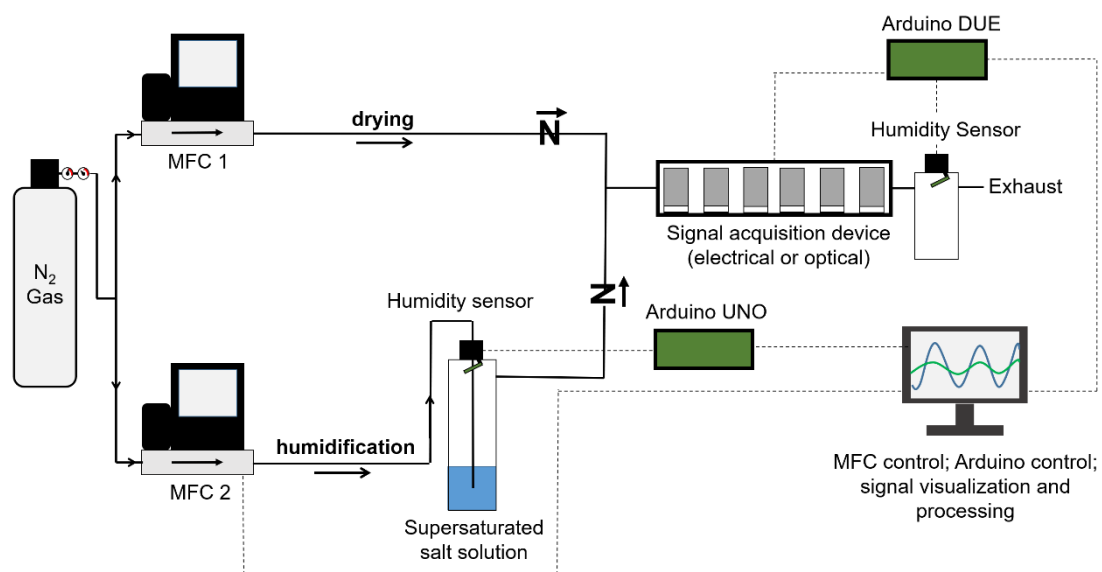 Arduino DUE
drying
N
Humidity Sensor
MFC 1
Exhaust
Signal acquisition device
(electrical or optical)
N₂
Gas
Humidity sensor
N
Arduino UNO
humidification
MFC 2
MFC control; Arduino control;
signal visualization and
processing
Supersaturated
salt solution